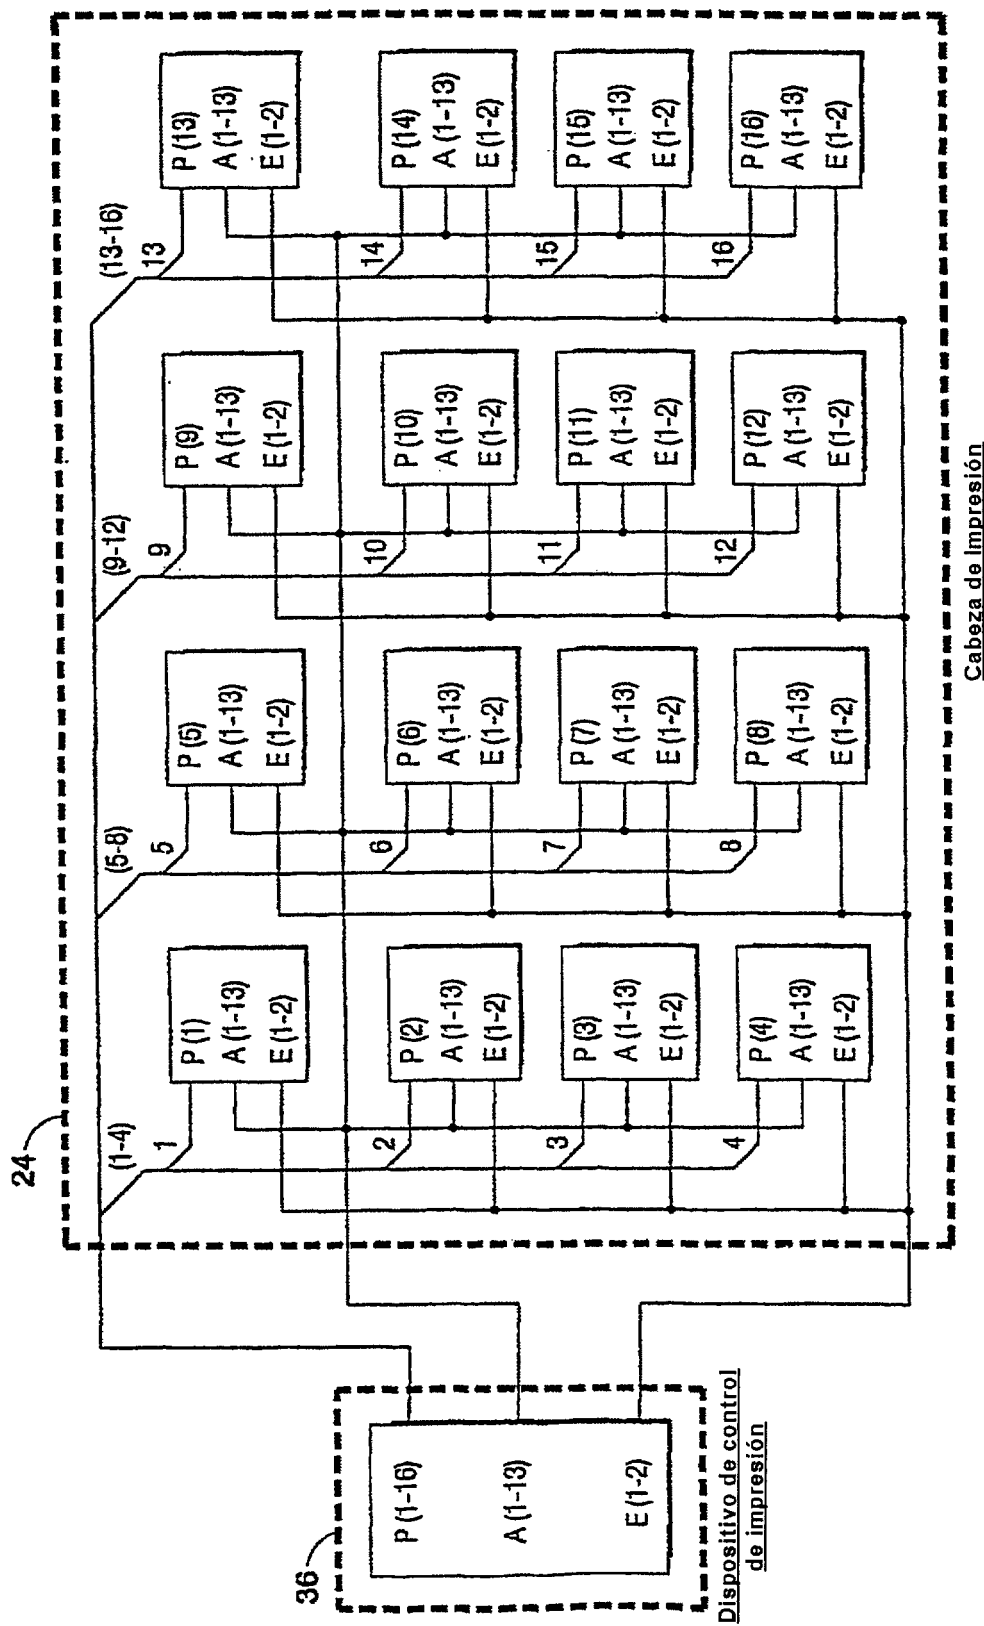 24
(1-4)
(5-8)
(9-12)
(13-16)
1
P (1)
A (1-13)
E (1-2)
5
P (5)
A (1-13)
E (1-2)
9
P (9)
A (1-13)
E (1-2)
13
P (13)
A (1-13)
E (1-2)
2
P (2)
A (1-13)
E (1-2)
6
P (6)
A (1-13)
E (1-2)
10
P (10)
A (1-13)
E (1-2)
14
P (14)
A (1-13)
E (1-2)
3
P (3)
A (1-13)
E (1-2)
7
P (7)
A (1-13)
E (1-2)
11
P (11)
A (1-13)
E (1-2)
15
P (15)
A (1-13)
E (1-2)
4
P (4)
A (1-13)
E (1-2)
8
P (8)
A (1-13)
E (1-2)
12
P (12)
A (1-13)
E (1-2)
16
P (16)
A (1-13)
E (1-2)
36
P (1-16)
A (1-13)
E (1-2)
Dispositivo de control
de impresión
Cabeza de Impresión